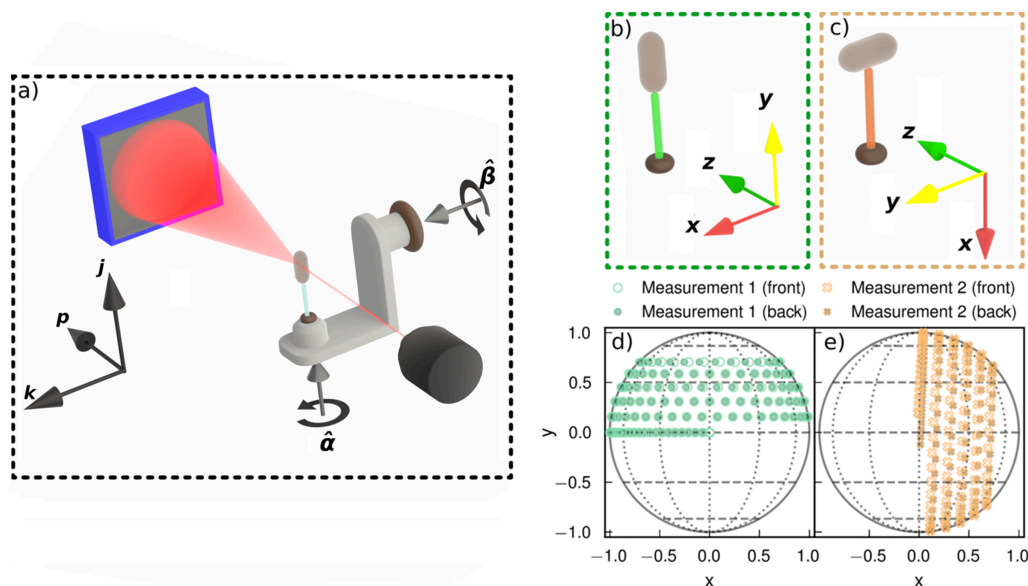 a)
j
p
k
β̂
α̂
b)
y
z
x
c)
z
y
x
Measurement 1 (front)
Measurement 1 (back)
Measurement 2 (front)
Measurement 2 (back)
d)
e)
1.0
0.5
0.0
−0.5
−1.0
y
−1.0 −0.5 0.0 0.5 1.0
x
−0.5 0.0 0.5 1.0
x